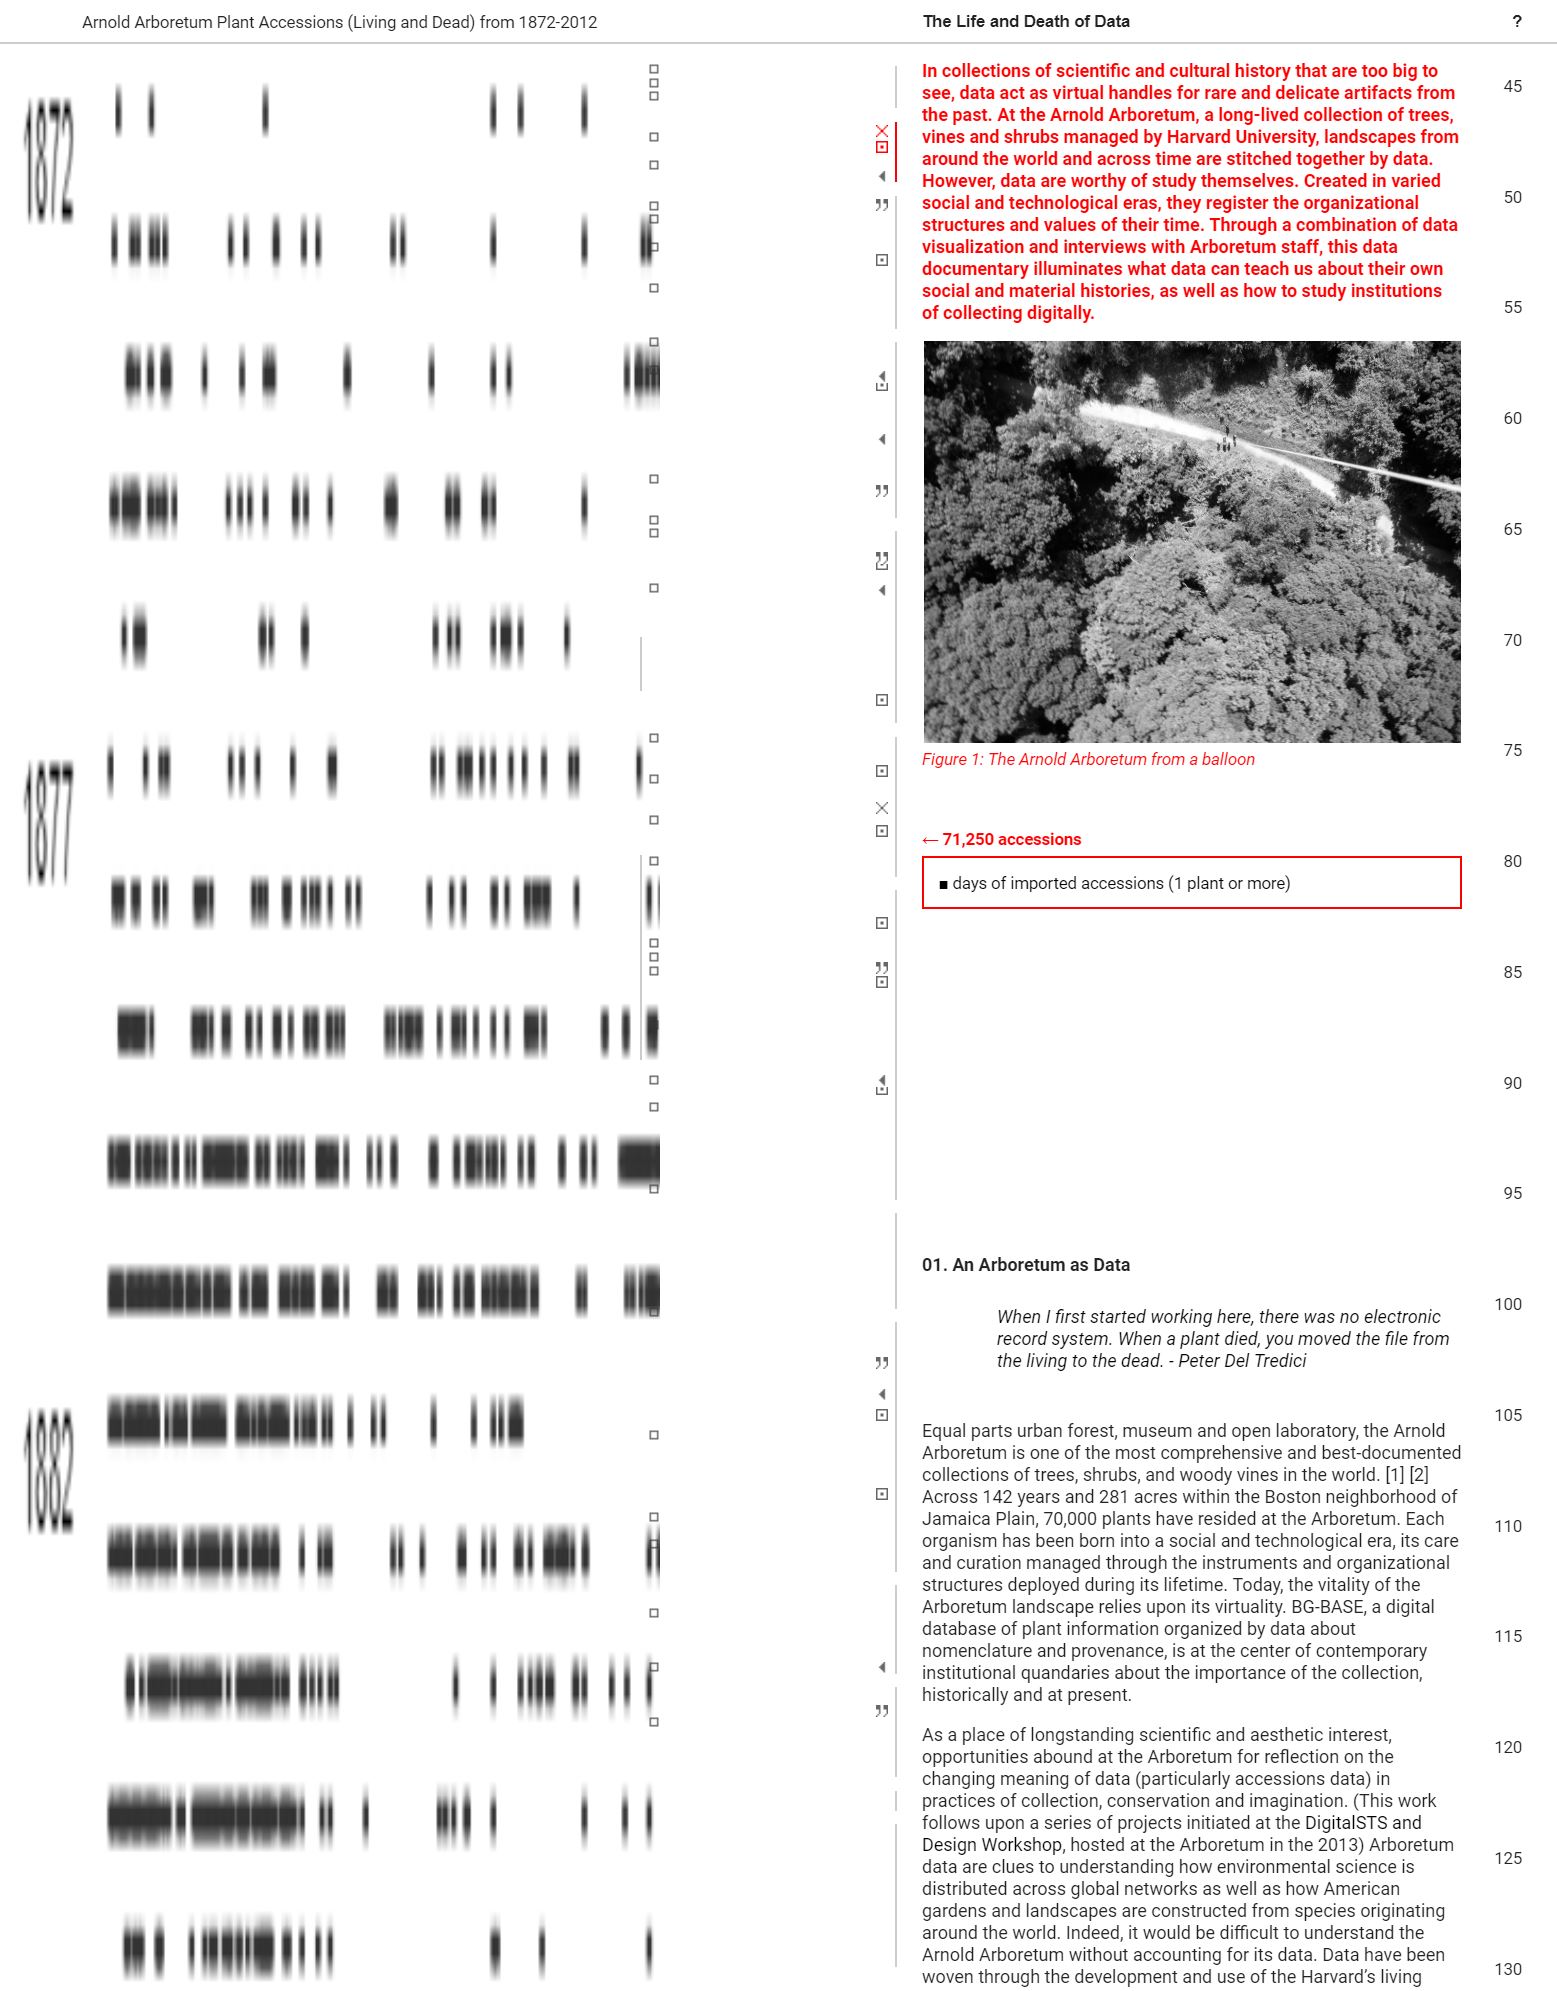 Arnold Arboretum Plant Accessions (Living and Dead) from 1872-2012
The Life and Death of Data
?
1872
1877
1882
In collections of scientific and cultural history that are too big to
see, data act as virtual handles for rare and delicate artifacts from
the past. At the Arnold Arboretum, a long-lived collection of trees,
vines and shrubs managed by Harvard University, landscapes from
around the world and across time are stitched together by data.
However, data are worthy of study themselves. Created in varied
social and technological eras, they register the organizational
structures and values of their time. Through a combination of data
visualization and interviews with Arboretum staff, this data
documentary illuminates what data can teach us about their own
social and material histories, as well as how to study institutions
of collecting digitally.
Figure 1: The Arnold Arboretum from a balloon
← 71,250 accessions
■ days of imported accessions (1 plant or more)
01. An Arboretum as Data
When I first started working here, there was no electronic
record system. When a plant died, you moved the file from
the living to the dead. - Peter Del Tredici
Equal parts urban forest, museum and open laboratory, the Arnold
Arboretum is one of the most comprehensive and best-documented
collections of trees, shrubs, and woody vines in the world. [1] [2]
Across 142 years and 281 acres within the Boston neighborhood of
Jamaica Plain, 70,000 plants have resided at the Arboretum. Each
organism has been born into a social and technological era, its care
and curation managed through the instruments and organizational
structures deployed during its lifetime. Today, the vitality of the
Arboretum landscape relies upon its virtuality. BG-BASE, a digital
database of plant information organized by data about
nomenclature and provenance, is at the center of contemporary
institutional quandaries about the importance of the collection,
historically and at present.
As a place of longstanding scientific and aesthetic interest,
opportunities abound at the Arboretum for reflection on the
changing meaning of data (particularly accessions data) in
practices of collection, conservation and imagination. (This work
follows upon a series of projects initiated at the DigitalSTS and
Design Workshop, hosted at the Arboretum in the 2013) Arboretum
data are clues to understanding how environmental science is
distributed across global networks as well as how American
gardens and landscapes are constructed from species originating
around the world. Indeed, it would be difficult to understand the
Arnold Arboretum without accounting for its data. Data have been
woven through the development and use of the Harvard’s living
45
50
55
60
65
70
75
80
85
90
95
100
105
110
115
120
125
130